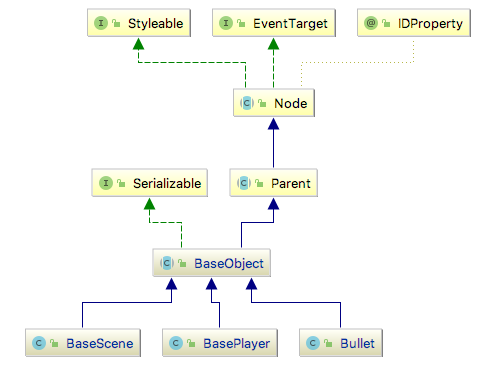 I Styleable
I EventTarget
@ IDProperty
C Node
I Serializable
C Parent
C BaseObject
C BaseScene
C BasePlayer
C Bullet